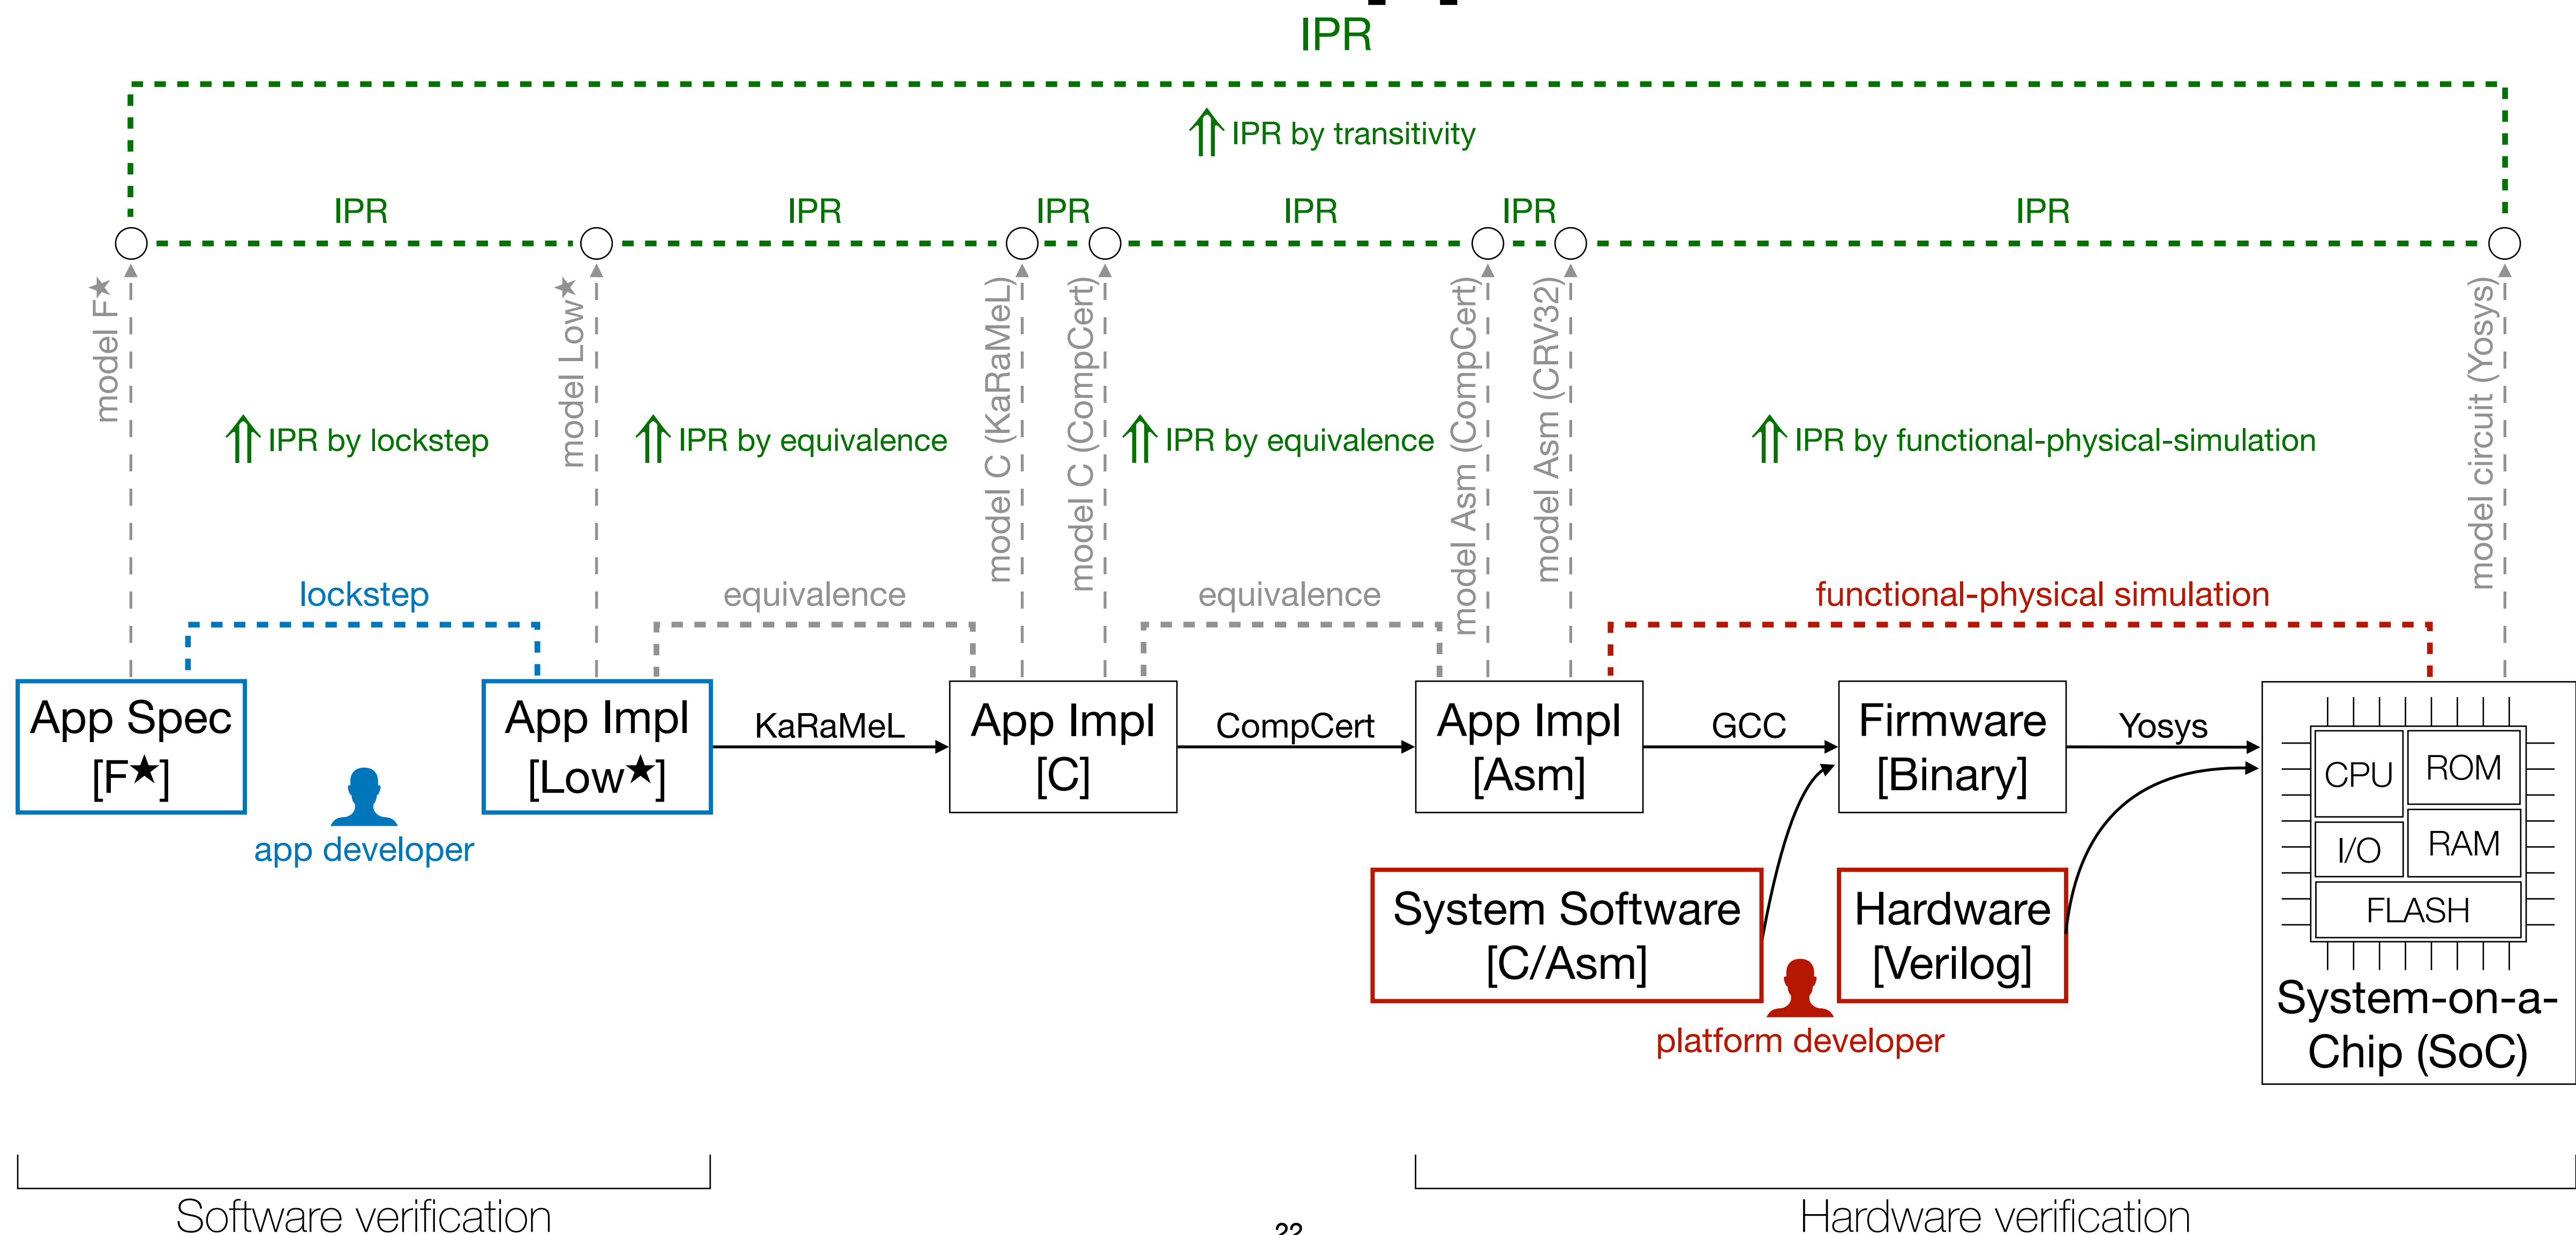 IPR
IPR by transitivity
IPR
IPR
IPR
IPR
IPR
IPR
model F★
model Low★
model C (KaRaMeL)
model C (CompCert)
model Asm (CompCert)
model Asm (CRV32)
model circuit (Yosys)
⇑ IPR by lockstep
⇑ IPR by equivalence
⇑ IPR by equivalence
⇑ IPR by functional-physical-simulation
lockstep
equivalence
equivalence
functional-physical simulation
App Spec
[F★]
App Impl
[Low★]
KaRaMeL
App Impl
[C]
CompCert
App Impl
[Asm]
GCC
Firmware
[Binary]
Yosys
CPU
ROM
I/O
RAM
FLASH
System-on-a-
Chip (SoC)
app developer
System Software
[C/Asm]
Hardware
[Verilog]
platform developer
Software verification
22
Hardware verification